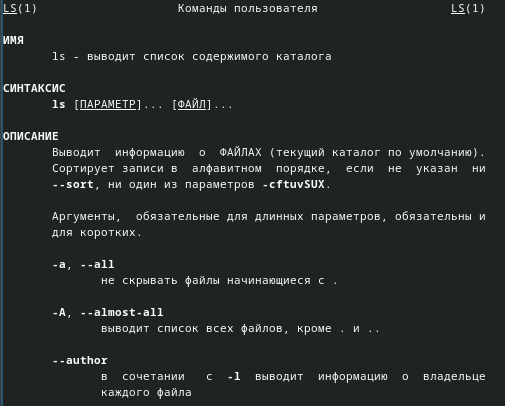 LS(1) Команды пользователя LS(1)
ИМЯ
ls - выводит список содержимого каталога
СИНТАКСИС
ls [ПАРАМЕТР]... [ФАЙЛ]...
ОПИСАНИЕ
Выводит информацию о ФАЙЛАХ (текущий каталог по умолчанию).
Сортирует записи в алфавитном порядке, если не указан ни
--sort, ни один из параметров -cftuvSUX.
Аргументы, обязательные для длинных параметров, обязательны и
для коротких.
-a, --all
не скрывать файлы начинающиеся с .
-A, --almost-all
выводит список всех файлов, кроме . и ..
--author
в сочетании с -l выводит информацию о владельце
каждого файла